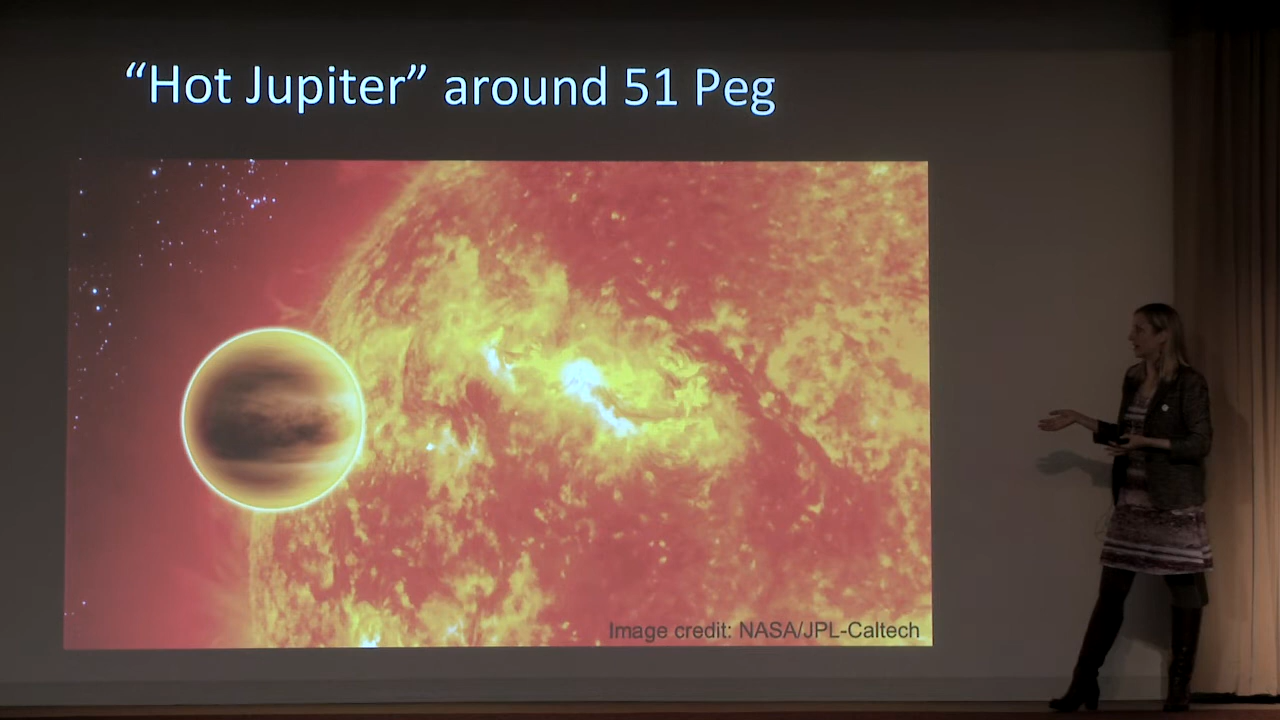 “Hot Jupiter” around 51 Peg
Image credit: NASA/JPL-Caltech